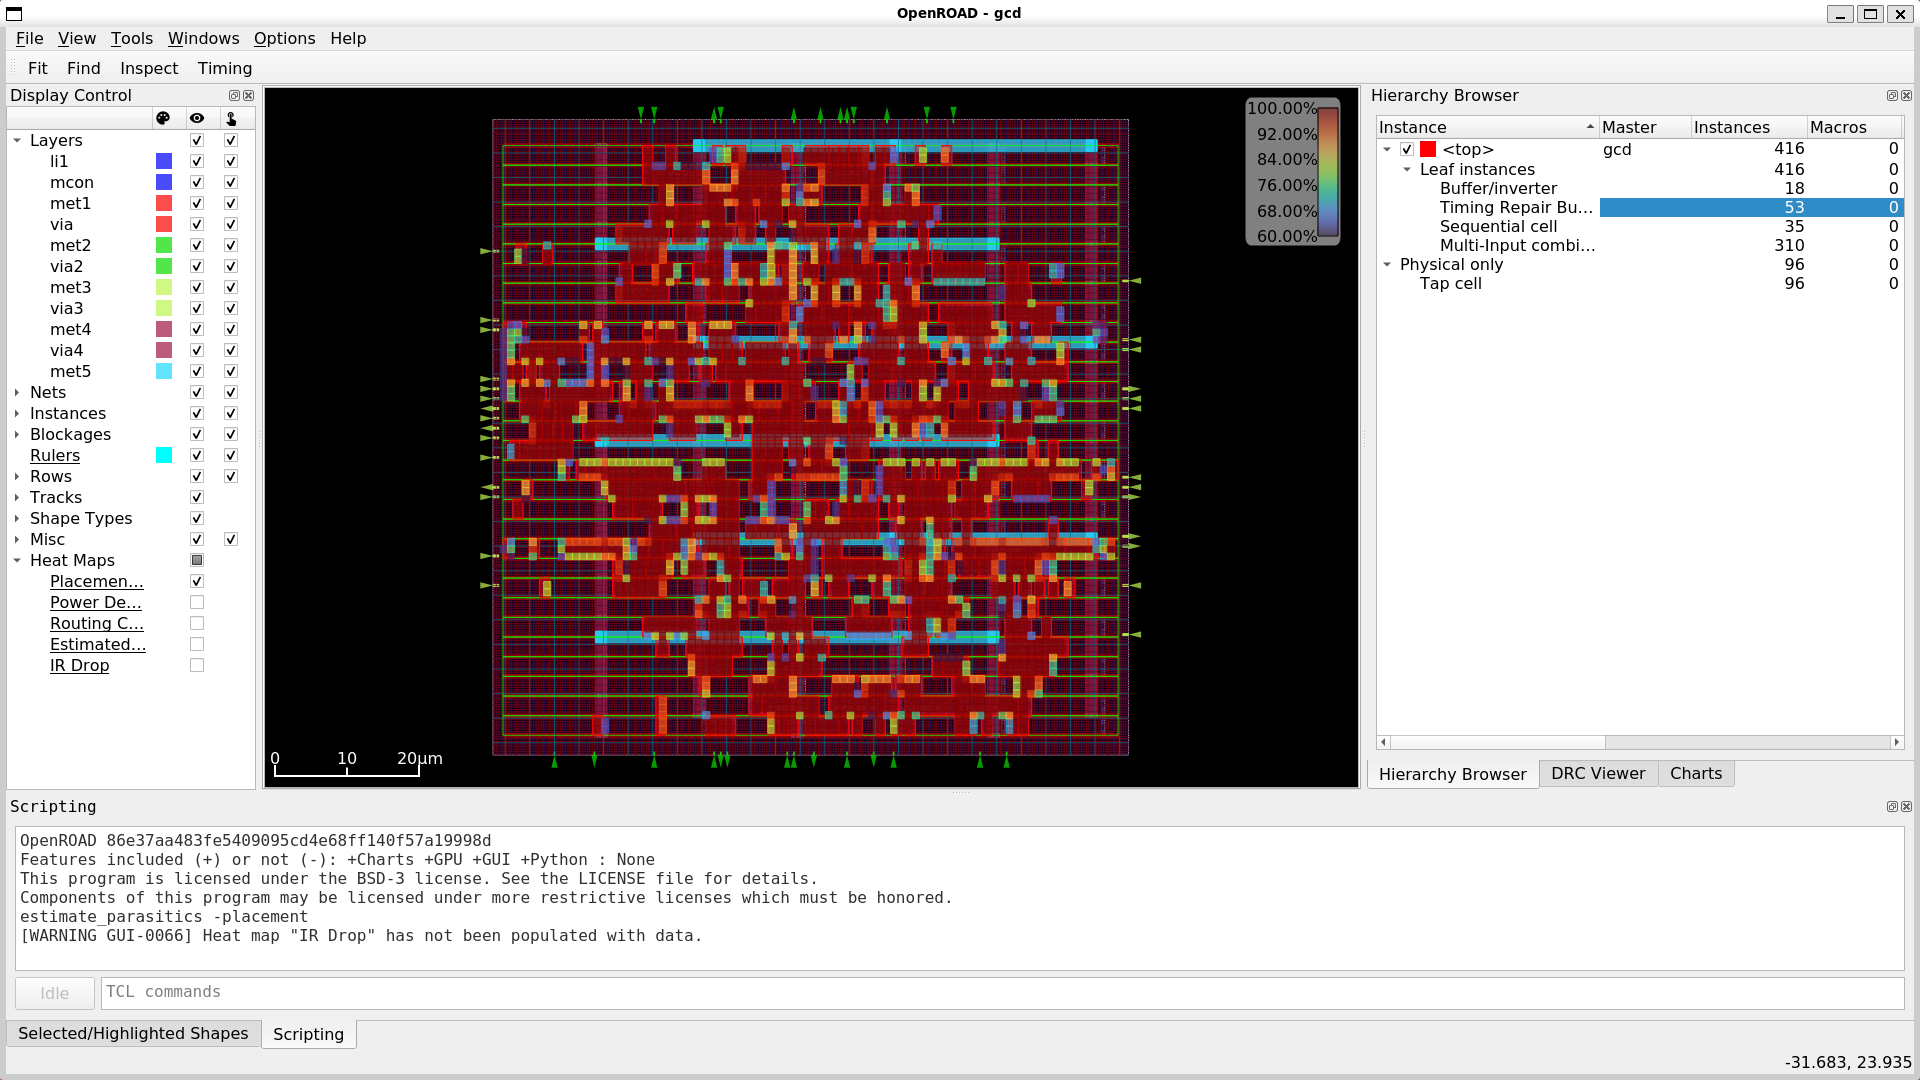 OpenROAD - gcd
File View Tools Windows Options Help
Fit Find Inspect Timing
Display Control
Layers
li1
mcon
met1
via
met2
via2
met3
via3
met4
via4
met5
Nets
Instances
Blockages
Rulers
Rows
Tracks
Shape Types
Misc
Heat Maps
Placemen...
Power De...
Routing C...
Estimated...
IR Drop
100.00%
92.00%
84.00%
76.00%
68.00%
60.00%
0 10 20μm
Hierarchy Browser
Instance Master Instances Macros
<top> gcd 416 0
Leaf instances 416 0
Buffer/inverter 18 0
Timing Repair Bu... 53 0
Sequential cell 35 0
Multi-Input combi... 310 0
Physical only 96 0
Tap cell 96 0
Hierarchy Browser DRC Viewer Charts
Scripting
OpenROAD 86e37aa483fe5409095cd4e68ff140f57a19998d
Features included (+) or not (-): +Charts +GPU +GUI +Python : None
This program is licensed under the BSD-3 license. See the LICENSE file for details.
Components of this program may be licensed under more restrictive licenses which must be honored.
estimate_parasitics -placement
[WARNING GUI-0066] Heat map "IR Drop" has not been populated with data.
Idle TCL commands
Selected/Highlighted Shapes Scripting
-31.683, 23.935